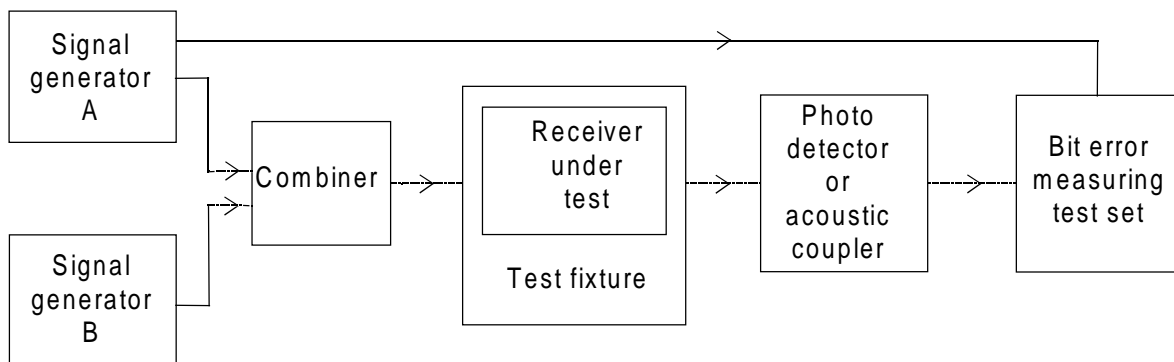 Signal
generator
A
Combiner
Signal
generator
B
Receiver
under
test
Test fixture
Photo
detector
or
acoustic
coupler
Bit error
measuring
test set